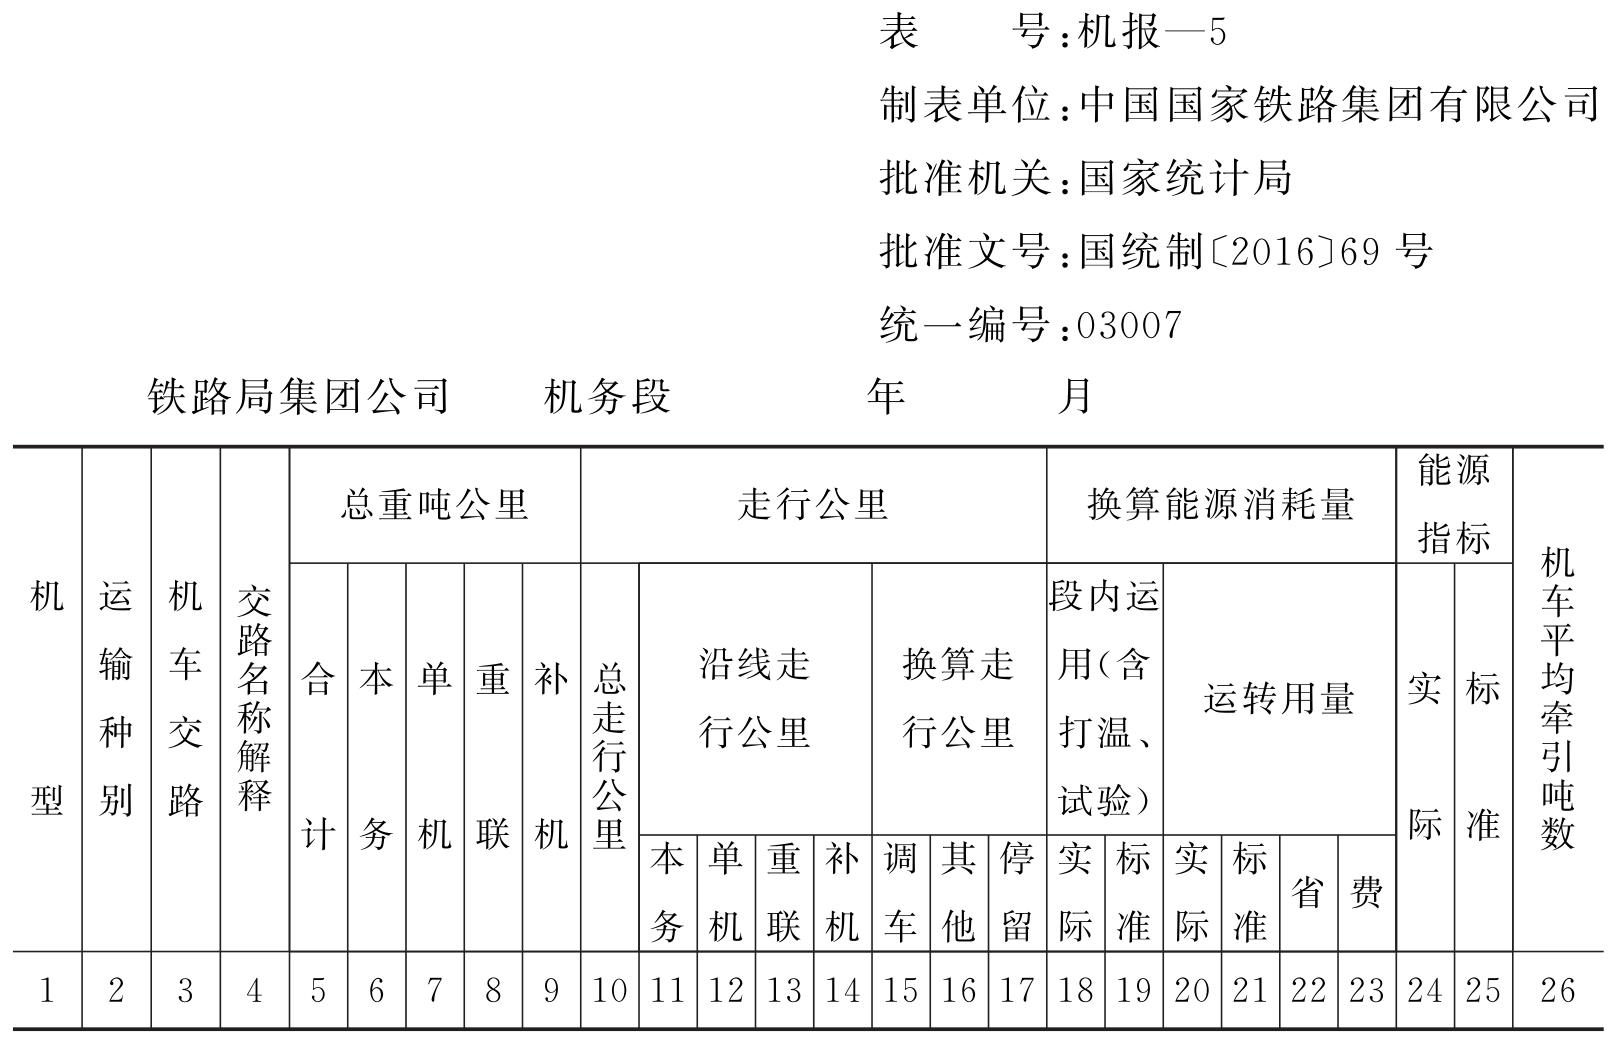 表 号:机报—5
制表单位:中国国家铁路集团有限公司
批准机关:国家统计局
批准文号:国统制〔2016〕69 号
统一编号:03007
铁路局集团公司 机务段 年 月
机型
运输种别
机车交路
交路名称解释
总重吨公里
合计
本务
单机
重联
补机
走行公里
总走行公里
沿线走
行公里
本务
单机
重联
补机
换算走
行公里
调车
其他
停留
换算能源消耗量
段内运
用(含
打温、
试验)
实际
标准
运转用量
实际
标准
省
费
能源
指标
实际
标准
机车平均牵引吨数
1 2 3 4 5 6 7 8 9 10 11 12 13 14 15 16 17 18 19 20 21 22 23 24 25 26